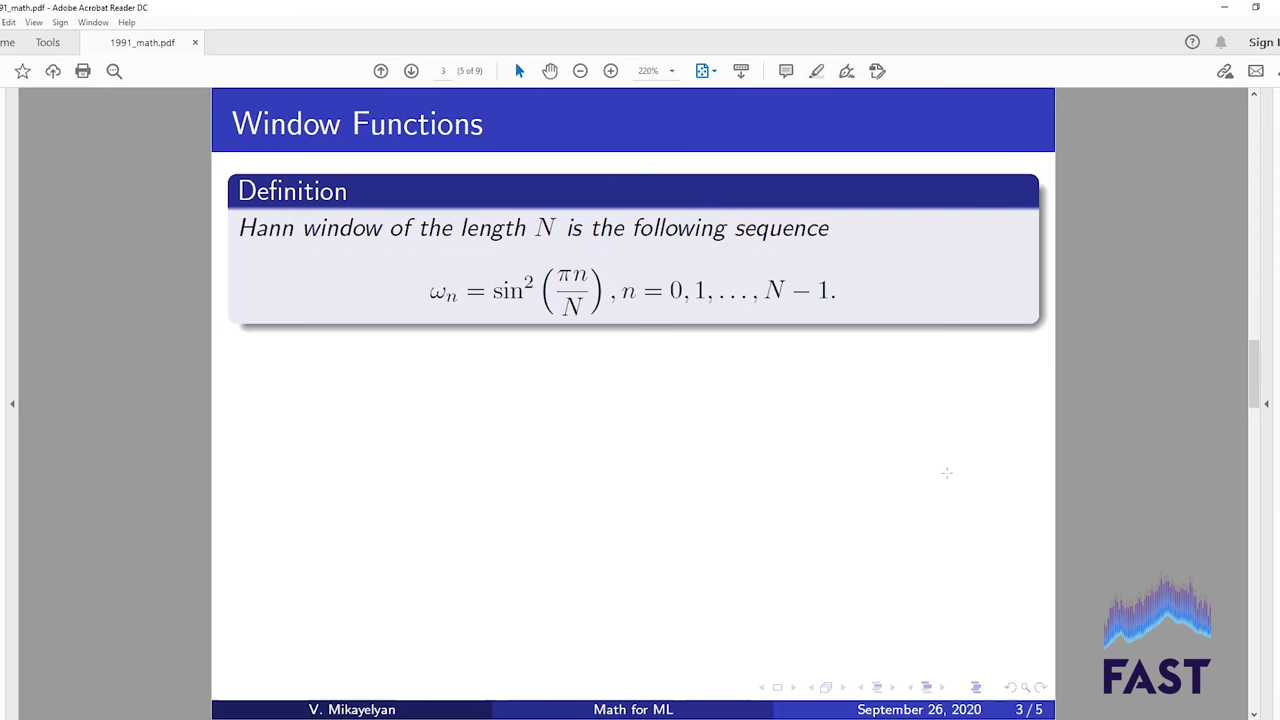 91_math.pdf - Adobe Acrobat Reader DC
Edit View Sign Window Help
me Tools 1991_math.pdf × Sign I
3 (5 of 9) 220%
Window Functions
Definition
Hann window of the length N is the following sequence
ωₙ = sin² (πn/N), n = 0, 1, . . . , N − 1.
FAST
V. Mikayelyan Math for ML September 26, 2020 3 / 5